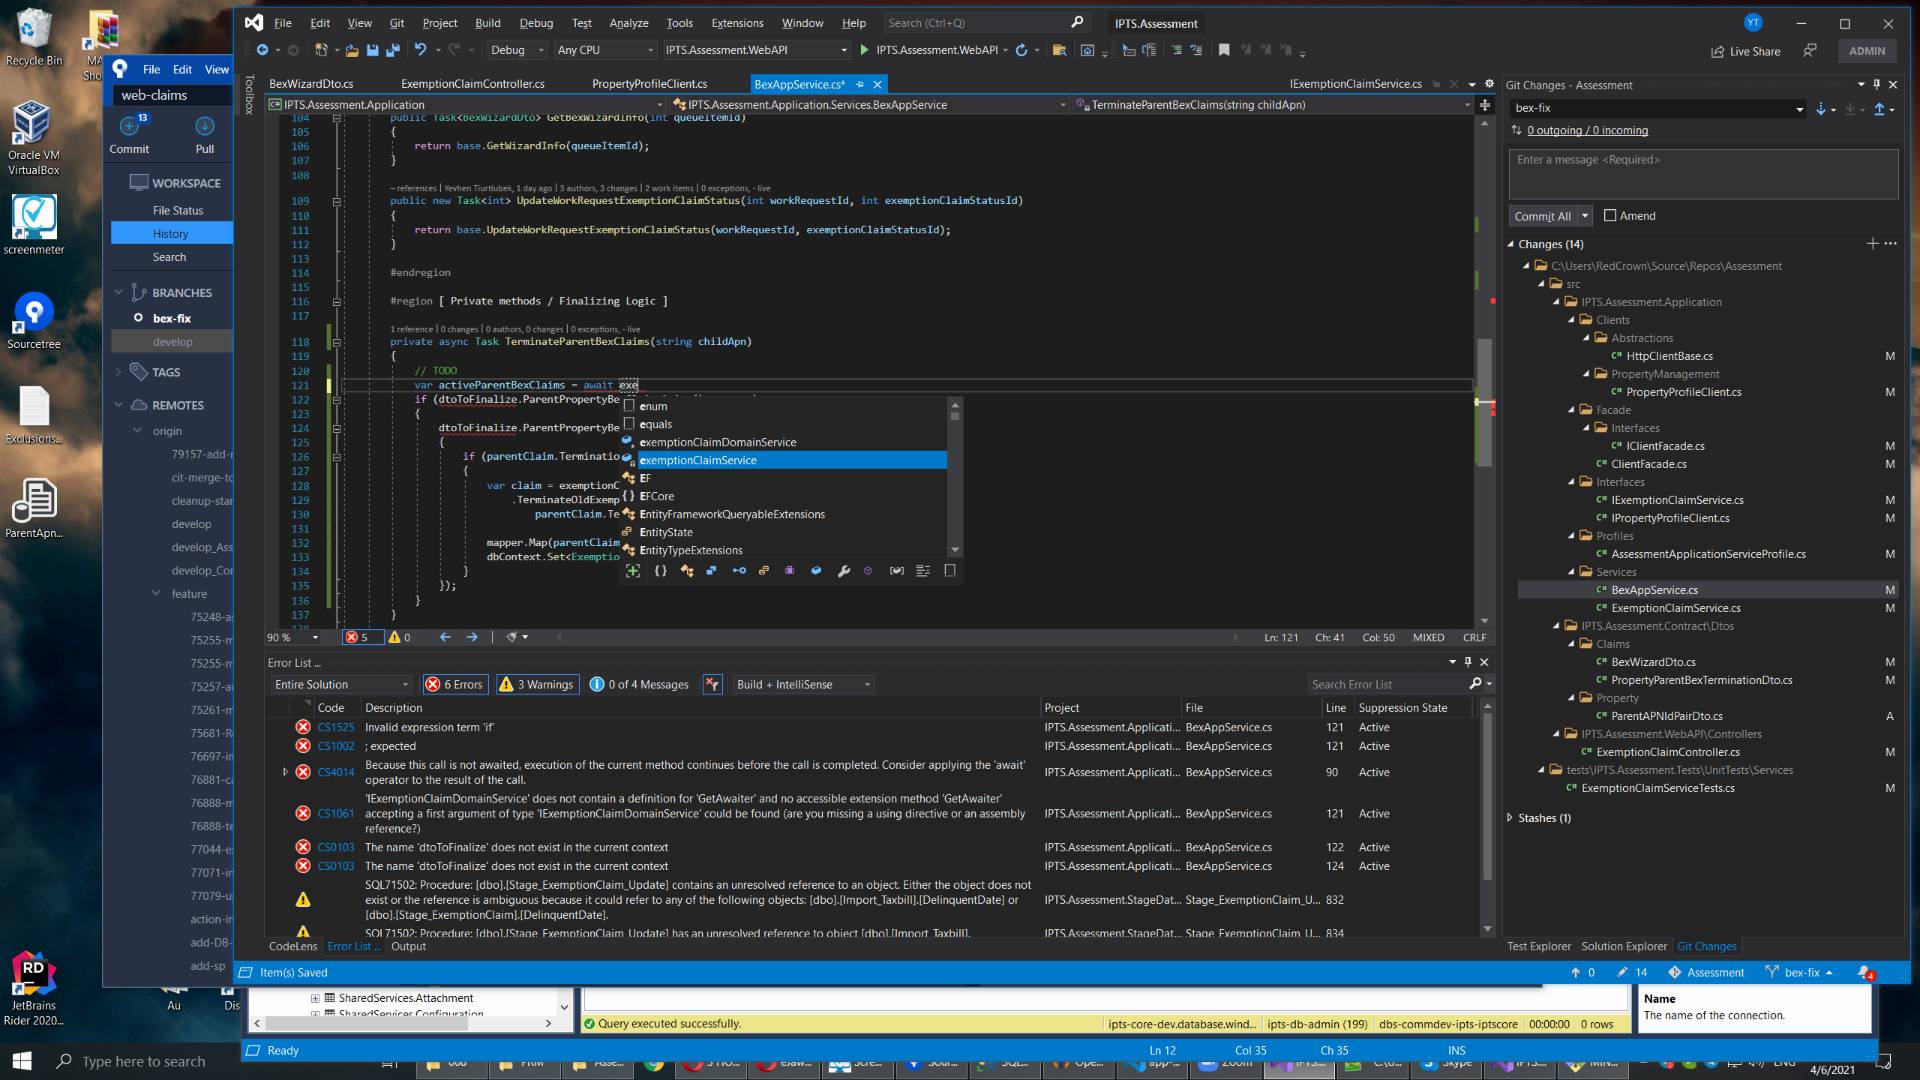 File Edit View Git Project Build Debug Test Analyze Tools Extensions Window Help Search (Ctrl+Q) IPTS.Assessment YT
Debug Any CPU IPTS.Assessment.WebAPI IPTS.Assessment.WebAPI Live Share ADMIN
BexWizardDto.cs ExemptionClaimController.cs PropertyProfileClient.cs BexAppService.cs* IExemptionClaimService.cs
IPTS.Assessment.Application IPTS.Assessment.Application.Services.BexAppService TerminateParentBexClaims(string childApn)
Toolbox
104 public Task<BexWizardDto> GetBexWizardInfo(int queueItemId)
105 {
106 return base.GetWizardInfo(queueItemId);
107 }
108
– references | Yevhen Tiurtiubek, 1 day ago | 3 authors, 3 changes | 2 work items | 0 exceptions, - live
109 public new Task<int> UpdateWorkRequestExemptionClaimStatus(int workRequestId, int exemptionClaimStatusId)
110 {
111 return base.UpdateWorkRequestExemptionClaimStatus(workRequestId, exemptionClaimStatusId);
112 }
113
114 #endregion
115
116 #region [ Private methods / Finalizing Logic ]
117
1 reference | 0 changes | 0 authors, 0 changes | 0 exceptions, - live
118 private async Task TerminateParentBexClaims(string childApn)
119 {
120 // TODO
121 var activeParentBexClaims = await exe
122 if (dtoToFinalize.ParentPropertyBe
123 {
124 dtoToFinalize.ParentPropertyBe
125 {
126 if (parentClaim.Terminatio
127 {
128 var claim = exemptionC
129 .TerminateOldExemp
130 parentClaim.Te
131
132 mapper.Map(parentClaim
133 dbContext.Set<Exemptio
134 }
135 });
136 }
137 }
enum
equals
exemptionClaimDomainService
exemptionClaimService
EF
EFCore
EntityFrameworkQueryableExtensions
EntityState
EntityTypeExtensions
90 % 5 0 Ln: 121 Ch: 41 Col: 50 MIXED CRLF
Error List ...
Entire Solution 6 Errors 3 Warnings 0 of 4 Messages Build + IntelliSense Search Error List
Code Description Project File Line Suppression State
CS1525 Invalid expression term 'if' IPTS.Assessment.Applicati... BexAppService.cs 121 Active
CS1002 ; expected IPTS.Assessment.Applicati... BexAppService.cs 121 Active
CS4014 Because this call is not awaited, execution of the current method continues before the call is completed. Consider applying the 'await'
operator to the result of the call. IPTS.Assessment.Applicati... BexAppService.cs 90 Active
'IExemptionClaimDomainService' does not contain a definition for 'GetAwaiter' and no accessible extension method 'GetAwaiter'
CS1061 accepting a first argument of type 'IExemptionClaimDomainService' could be found (are you missing a using directive or an assembly IPTS.Assessment.Applicati... BexAppService.cs 121 Active
reference?)
CS0103 The name 'dtoToFinalize' does not exist in the current context IPTS.Assessment.Applicati... BexAppService.cs 122 Active
CS0103 The name 'dtoToFinalize' does not exist in the current context IPTS.Assessment.Applicati... BexAppService.cs 124 Active
SQL71502: Procedure: [dbo].[Stage_ExemptionClaim_Update] contains an unresolved reference to an object. Either the object does not
exist or the reference is ambiguous because it could refer to any of the following objects: [dbo].[Import_Taxbill].[DelinquentDate] or IPTS.Assessment.StageDat... Stage_ExemptionClaim_U... 832
[dbo].[Stage_ExemptionClaim].[DelinquentDate].
SQL71502: Procedure: [dbo].[Stage_ExemptionClaim_Update] has an unresolved reference to object [dbo].[Import_Taxbill]. IPTS.Assessment.StageDat... Stage_ExemptionClaim_U... 834
CodeLens Error List ... Output
Item(s) Saved 0 14 Assessment bex-fix 4
Git Changes - Assessment
bex-fix
0 outgoing / 0 incoming
Enter a message <Required>
Commit All Amend
Changes (14)
C:\Users\RedCrown\Source\Repos\Assessment
src
IPTS.Assessment.Application
Clients
Abstractions
C# HttpClientBase.cs M
PropertyManagement
C# PropertyProfileClient.cs M
Facade
Interfaces
C# IClientFacade.cs M
C# ClientFacade.cs M
Interfaces
C# IExemptionClaimService.cs M
C# IPropertyProfileClient.cs M
Profiles
C# AssessmentApplicationServiceProfile.cs M
Services
C# BexAppService.cs M
C# ExemptionClaimService.cs M
IPTS.Assessment.Contract\Dtos
Claims
C# BexWizardDto.cs M
C# PropertyParentBexTerminationDto.cs M
Property
C# ParentAPNIdPairDto.cs A
IPTS.Assessment.WebAPI\Controllers
C# ExemptionClaimController.cs M
tests\IPTS.Assessment.Tests\UnitTests\Services
C# ExemptionClaimServiceTests.cs M
Stashes (1)
Test Explorer Solution Explorer Git Changes
File Edit View
web-claims
13
Commit Pull
WORKSPACE
File Status
History
Search
BRANCHES
bex-fix
develop
TAGS
REMOTES
origin
79157-add-r
cit-merge-to
cleanup-star
develop
develop_Ass
develop_Cor
feature
75248-as
75255-m
75255-m
75257-a
75261-m
75681-R
76697-in
76881-ca
76888-m
76888-te
77044-e
77071-in
77079-u
action-in
add-DB-
add-sp
Recycle Bin
MA
Sho
Oracle VM
VirtualBox
screenmeter
Sourcetree
Exclusions...
ParentApn...
RD
JetBrains
Rider 2020...
Au Dis
SharedServices.Attachment
SharedServices.Configuration
Query executed successfully. ipts-core-dev.database.wind... ipts-db-admin (199) dbs-commdev-ipts-iptscore 00:00:00 0 rows
Name
The name of the connection.
Ready Ln 12 Col 35 Ch 35 INS
Type here to search
4/6/2021